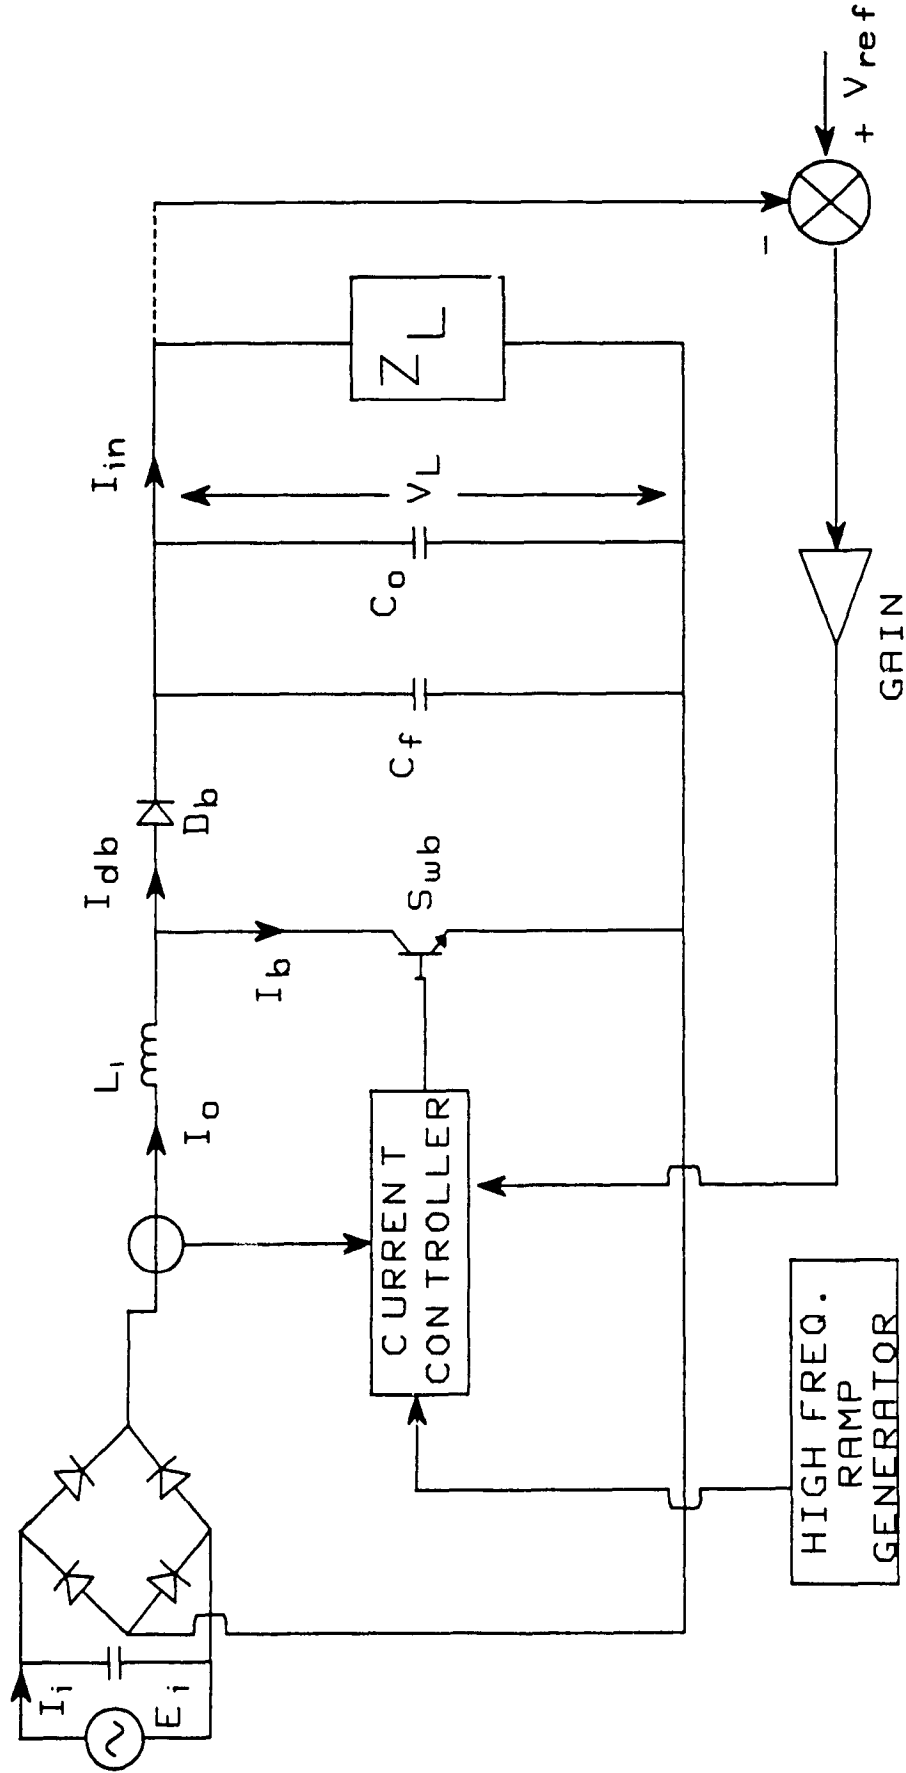 I_i
E_i
L_1
I_o
I_db
D_b
I_b
S_wb
C_f
C_o
I_in
V_L
Z_L
CURRENT
CONTROLLER
HIGH FREQ.
RAMP
GENERATOR
GAIN
-
+ V_ref